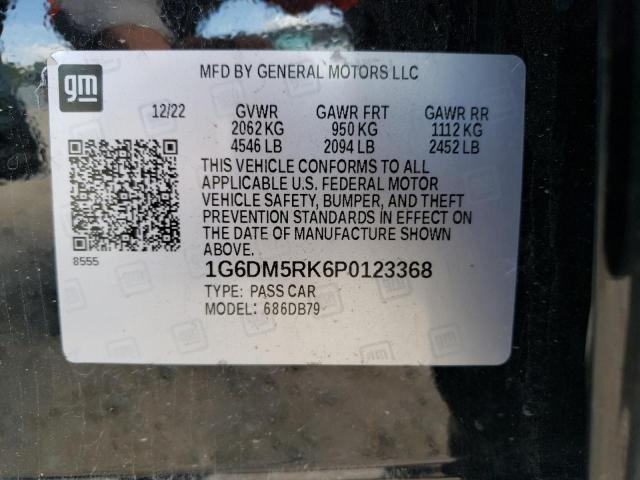 gm
MFD BY GENERAL MOTORS LLC
12/22 GVWR GAWR FRT GAWR RR
2062 KG 950 KG 1112 KG
4546 LB 2094 LB 2452 LB
THIS VEHICLE CONFORMS TO ALL
APPLICABLE U.S. FEDERAL MOTOR
VEHICLE SAFETY, BUMPER, AND THEFT
PREVENTION STANDARDS IN EFFECT ON
THE DATE OF MANUFACTURE SHOWN
ABOVE.
8555
1G6DM5RK6P0123368
TYPE: PASS CAR
MODEL: 686DB79